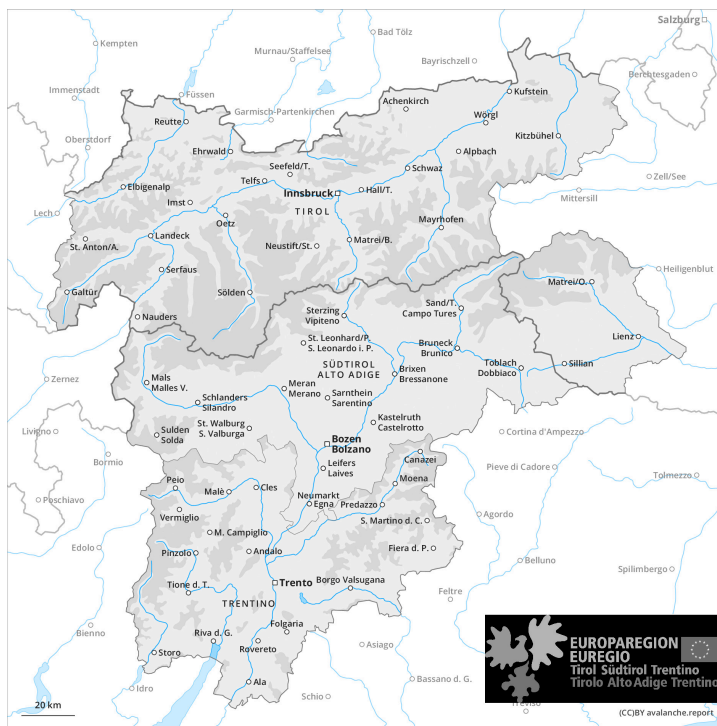 Salzburg
Kempten
Bad Tölz
Murnau/Staffelsee
Bayrischzell
Berchtesgaden
Immenstadt
Füssen
Kufstein
Achenkirch
Garmisch-Partenkirchen
Wörgl
Reutte
Oberstdorf
Kitzbühel
Ehrwald
Alpbach
Seefeld/T.
Schwaz
Zell/See
Telfs
Elbigenalp
Innsbruck
Hall/T.
Mittersill
Imst
TIROL
Lech
Oetz
Mayrhofen
Landeck
St. Anton/A.
Neustift/St.
Matrei/B.
Serfaus
Heiligenblut
Matrei/O.
Galtür
Sölden
Sand/T.
Campo Tures
Nauders
Sterzing
Vipiteno
Lienz
St. Leonhard/P.
S. Leonardo i. P.
Bruneck
Brunico
Toblach
Dobbiaco
Sillian
SÜDTIROL
ALTO ADIGE
Brixen
Bressanone
Zernez
Mals
Malles V.
Meran
Merano
Sarnthein
Sarentino
Schlanders
Silandro
Kastelruth
Castelrotto
St. Walburg
S. Valburga
Livigno
Sulden
Solda
Bozen
Bolzano
Cortina d'Ampezzo
Canazei
Bormio
Leifers
Laives
Pieve di Cadore
Tolmezzo
Peio
Moena
Malè
Cles
Neumarkt
Egna
Predazzo
Poschiavo
Vermiglio
Agordo
S. Martino d. C.
M. Campiglio
Edolo
Pinzolo
Andalo
Fiera d. P.
Belluno
Spilimbergo
Tione d. T.
Trento
Borgo Valsugana
Feltre
TRENTINO
Folgaria
Bienno
Riva d. G.
Rovereto
Asiago
Storo
Ala
Idro
Schio
Bassano d. G.
Treviso
EUROPAREGION
EUREGIO
Tirol Südtirol Trentino
Tirolo Alto Adige Trentino
20 km
(CC)BY avalanche.report